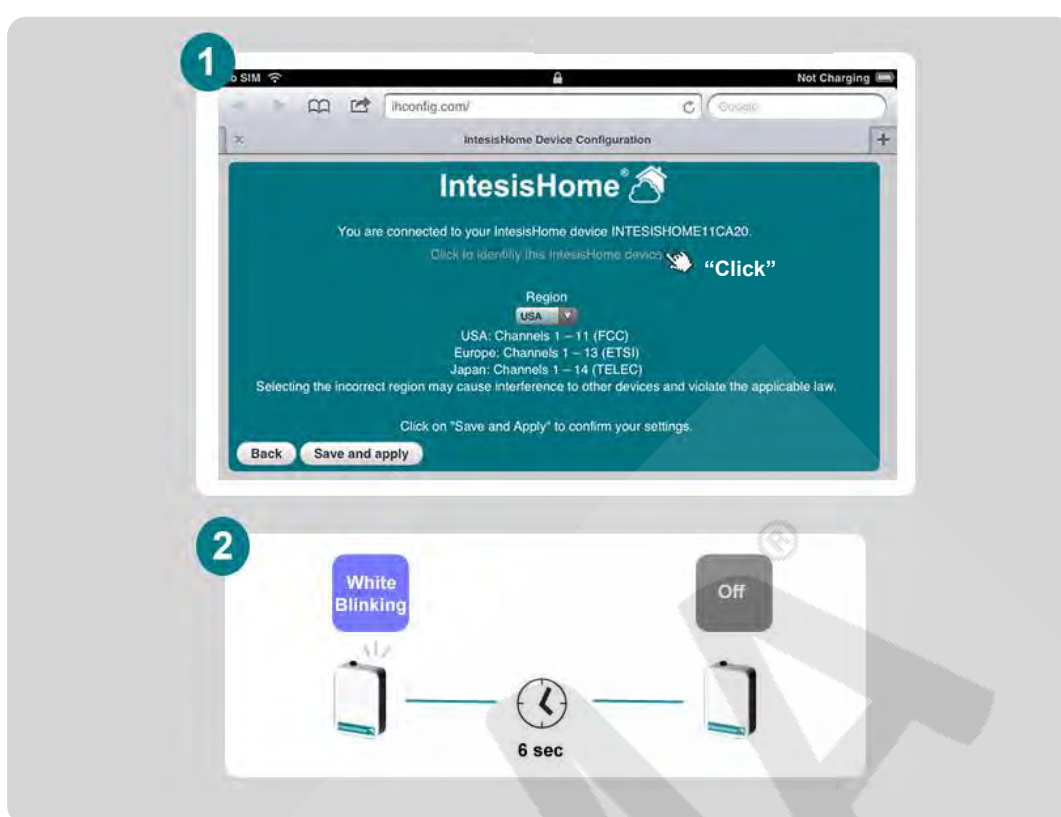 1
o SIM
Not Charging
ihconfig.com/
Google
IntesisHome Device Configuration
IntesisHome®
You are connected to your IntesisHome device INTESISHOME11CA20.
Click to identifiy this IntesisHome device
“Click”
Region
USA
USA: Channels 1 – 11 (FCC)
Europe: Channels 1 – 13 (ETSI)
Japan: Channels 1 – 14 (TELEC)
Selecting the incorrect region may cause interference to other devices and violate the applicable law.
Click on "Save and Apply" to confirm your settings.
Back Save and apply
2
White
Blinking
Off
6 sec
®